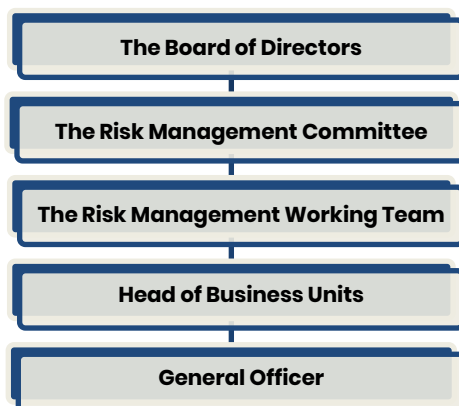 The Board of Directors
The Risk Management Committee
The Risk Management Working Team
Head of Business Units
General Officer